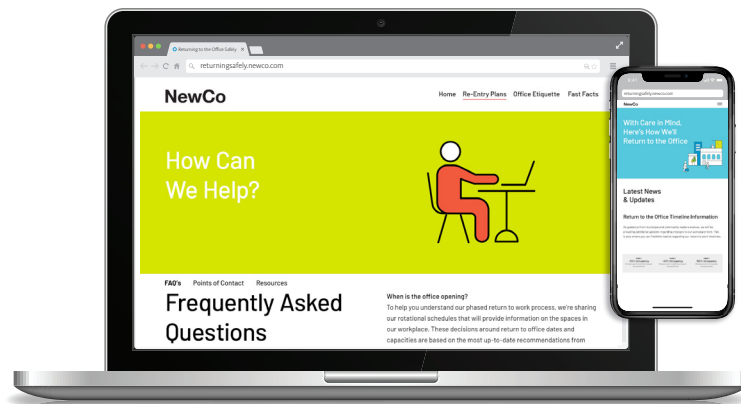 Returning to the Office Safely
returningsafely.newco.com
NewCo
Home Re-Entry Plans Office Etiquette Fast Facts
How Can
We Help?
FAQ's Points of Contact Resources
Frequently Asked
Questions
When is the office opening?
To help you understand our phased return to work process, we're sharing
our rotational schedules that will provide information on the spaces in
our workplace. These decisions around return to office dates and
capacities are based on the most up-to-date recommendations from
returningsafely.newco.com
NewCo
With Care in Mind,
Here's How We'll
Return to the Office
Latest News
& Updates
Return to the Office Timeline Information